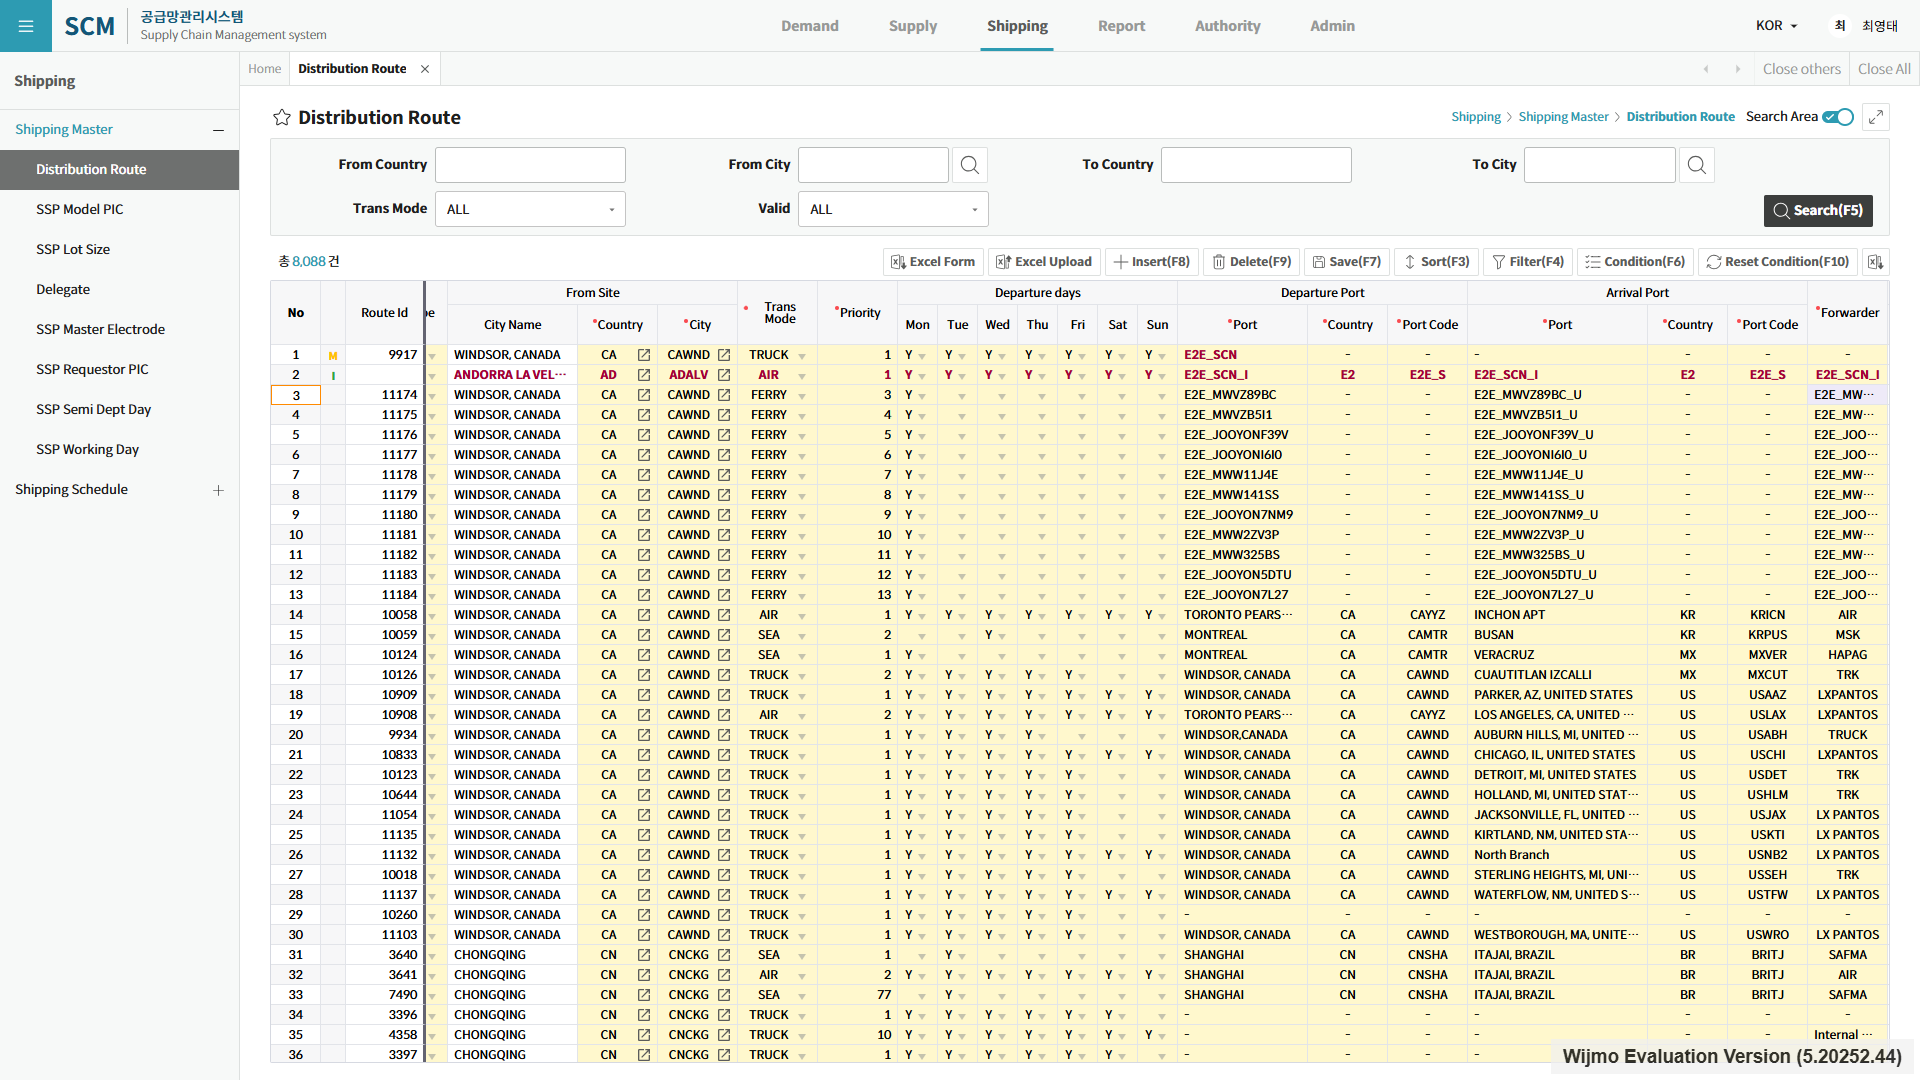 SCM 공급망관리시스템 Supply Chain Management system
Demand Supply Shipping Report Authority Admin
KOR 최 최영태
Shipping
Home Distribution Route
Close others Close All
Shipping Master
Distribution Route
SSP Model PIC
SSP Lot Size
Delegate
SSP Master Electrode
SSP Requestor PIC
SSP Semi Dept Day
SSP Working Day
Shipping Schedule
Distribution Route
Shipping > Shipping Master > Distribution Route Search Area
From Country From City To Country To City
Trans Mode ALL Valid ALL Search(F5)
총 8,088 건
Excel Form Excel Upload Insert(F8) Delete(F9) Save(F7) Sort(F3) Filter(F4) Condition(F6) Reset Condition(F10)
From Site Departure days Departure Port Arrival Port
No Route Id pe City Name *Country *City *Trans Mode *Priority Mon Tue Wed Thu Fri Sat Sun *Port *Country *Port Code *Port *Country *Port Code *Forwarder
1 M 9917 WINDSOR, CANADA CA CAWND TRUCK 1 Y Y Y Y Y Y Y E2E_SCN - - - - - -
2 I ANDORRA LA VEL··· AD ADALV AIR 1 Y Y Y Y Y Y Y E2E_SCN_I E2 E2E_S E2E_SCN_I E2 E2E_S E2E_SCN_I
3 11174 WINDSOR, CANADA CA CAWND FERRY 3 Y E2E_MWVZ89BC - - E2E_MWVZ89BC_U - - E2E_MW···
4 11175 WINDSOR, CANADA CA CAWND FERRY 4 Y E2E_MWVZB5I1 - - E2E_MWVZB5I1_U - - E2E_MW···
5 11176 WINDSOR, CANADA CA CAWND FERRY 5 Y E2E_JOOYONF39V - - E2E_JOOYONF39V_U - - E2E_JOO···
6 11177 WINDSOR, CANADA CA CAWND FERRY 6 Y E2E_JOOYONI6I0 - - E2E_JOOYONI6I0_U - - E2E_JOO···
7 11178 WINDSOR, CANADA CA CAWND FERRY 7 Y E2E_MWW11J4E - - E2E_MWW11J4E_U - - E2E_MW···
8 11179 WINDSOR, CANADA CA CAWND FERRY 8 Y E2E_MWW141SS - - E2E_MWW141SS_U - - E2E_MW···
9 11180 WINDSOR, CANADA CA CAWND FERRY 9 Y E2E_JOOYON7NM9 - - E2E_JOOYON7NM9_U - - E2E_JOO···
10 11181 WINDSOR, CANADA CA CAWND FERRY 10 Y E2E_MWW2ZV3P - - E2E_MWW2ZV3P_U - - E2E_MW···
11 11182 WINDSOR, CANADA CA CAWND FERRY 11 Y E2E_MWW325BS - - E2E_MWW325BS_U - - E2E_MW···
12 11183 WINDSOR, CANADA CA CAWND FERRY 12 Y E2E_JOOYON5DTU - - E2E_JOOYON5DTU_U - - E2E_JOO···
13 11184 WINDSOR, CANADA CA CAWND FERRY 13 Y E2E_JOOYON7L27 - - E2E_JOOYON7L27_U - - E2E_JOO···
14 10058 WINDSOR, CANADA CA CAWND AIR 1 Y Y Y Y Y Y Y TORONTO PEARS··· CA CAYYZ INCHON APT KR KRICN AIR
15 10059 WINDSOR, CANADA CA CAWND SEA 2 Y MONTREAL CA CAMTR BUSAN KR KRPUS MSK
16 10124 WINDSOR, CANADA CA CAWND SEA 1 Y MONTREAL CA CAMTR VERACRUZ MX MXVER HAPAG
17 10126 WINDSOR, CANADA CA CAWND TRUCK 2 Y Y Y Y Y WINDSOR, CANADA CA CAWND CUAUTITLAN IZCALLI MX MXCUT TRK
18 10909 WINDSOR, CANADA CA CAWND TRUCK 1 Y Y Y Y Y Y Y WINDSOR, CANADA CA CAWND PARKER, AZ, UNITED STATES US USAAZ LXPANTOS
19 10908 WINDSOR, CANADA CA CAWND AIR 2 Y Y Y Y Y Y Y TORONTO PEARS··· CA CAYYZ LOS ANGELES, CA, UNITED ··· US USLAX LXPANTOS
20 9934 WINDSOR, CANADA CA CAWND TRUCK 1 Y Y Y Y WINDSOR,CANADA CA CAWND AUBURN HILLS, MI, UNITED ··· US USABH TRUCK
21 10833 WINDSOR, CANADA CA CAWND TRUCK 1 Y Y Y Y Y Y Y WINDSOR, CANADA CA CAWND CHICAGO, IL, UNITED STATES US USCHI LXPANTOS
22 10123 WINDSOR, CANADA CA CAWND TRUCK 1 Y Y Y Y Y WINDSOR, CANADA CA CAWND DETROIT, MI, UNITED STATES US USDET TRK
23 10644 WINDSOR, CANADA CA CAWND TRUCK 1 Y Y Y Y Y WINDSOR, CANADA CA CAWND HOLLAND, MI, UNITED STAT··· US USHLM TRK
24 11054 WINDSOR, CANADA CA CAWND TRUCK 1 Y Y Y Y Y WINDSOR, CANADA CA CAWND JACKSONVILLE, FL, UNITED ··· US USJAX LX PANTOS
25 11135 WINDSOR, CANADA CA CAWND TRUCK 1 Y Y Y Y Y WINDSOR, CANADA CA CAWND KIRTLAND, NM, UNITED STA··· US USKTI LX PANTOS
26 11132 WINDSOR, CANADA CA CAWND TRUCK 1 Y Y Y Y Y Y Y WINDSOR, CANADA CA CAWND North Branch US USNB2 LX PANTOS
27 10018 WINDSOR, CANADA CA CAWND TRUCK 1 Y Y Y Y Y WINDSOR, CANADA CA CAWND STERLING HEIGHTS, MI, UNI··· US USSEH TRK
28 11137 WINDSOR, CANADA CA CAWND TRUCK 1 Y Y Y Y Y Y Y WINDSOR, CANADA CA CAWND WATERFLOW, NM, UNITED S··· US USTFW LX PANTOS
29 10260 WINDSOR, CANADA CA CAWND TRUCK 1 Y Y Y Y Y - - - - - - -
30 11103 WINDSOR, CANADA CA CAWND TRUCK 1 Y Y Y Y Y WINDSOR, CANADA CA CAWND WESTBOROUGH, MA, UNITE··· US USWRO LX PANTOS
31 3640 CHONGQING CN CNCKG SEA 1 Y SHANGHAI CN CNSHA ITAJAI, BRAZIL BR BRITJ SAFMA
32 3641 CHONGQING CN CNCKG AIR 2 Y Y Y Y Y Y Y SHANGHAI CN CNSHA ITAJAI, BRAZIL BR BRITJ AIR
33 7490 CHONGQING CN CNCKG SEA 77 Y SHANGHAI CN CNSHA ITAJAI, BRAZIL BR BRITJ SAFMA
34 3396 CHONGQING CN CNCKG TRUCK 1 Y Y Y Y Y Y - - - - - - -
35 4358 CHONGQING CN CNCKG TRUCK 10 Y Y Y Y Y Y Y - - - - - - Internal ···
36 3397 CHONGQING CN CNCKG TRUCK 1 Y Y Y Y Y Y - - - -
Wijmo Evaluation Version (5.20252.44)